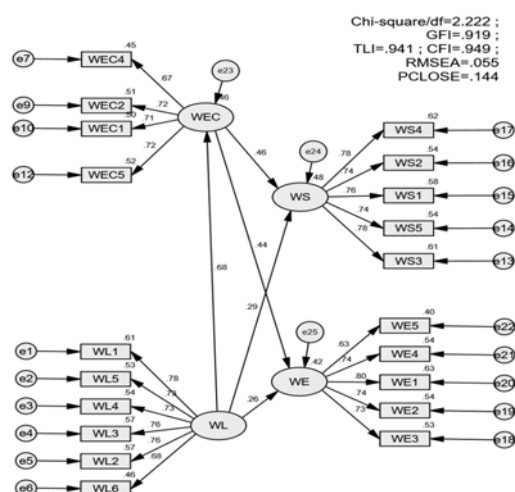 Chi-square/df=2.222 ;
GFI=.919 ;
TLI=.941 ; CFI=.949 ;
RMSEA=.055
PCLOSE=.144
e7
WEC4
.45
.67
e23
e9
WEC2
.51
.72
e10
WEC1
.50
.71
e12
WEC5
.52
.72
WEC
.46
e24
WS
.48
.46
WS4
.62
e17
.78
WS2
.54
e16
.74
WS1
.58
e15
.76
WS5
.54
e14
.74
WS3
.61
e13
.78
.44
.68
.29
e25
WE
.42
.26
WE5
.40
e22
.63
WE4
.54
e21
.74
WE1
.63
e20
.80
WE2
.54
e19
.74
WE3
.53
e18
.73
e1
WL1
.61
.78
e2
WL5
.53
.73
e3
WL4
.54
.73
e4
WL3
.57
.76
e5
WL2
.57
.76
e6
WL6
.46
.68
WL